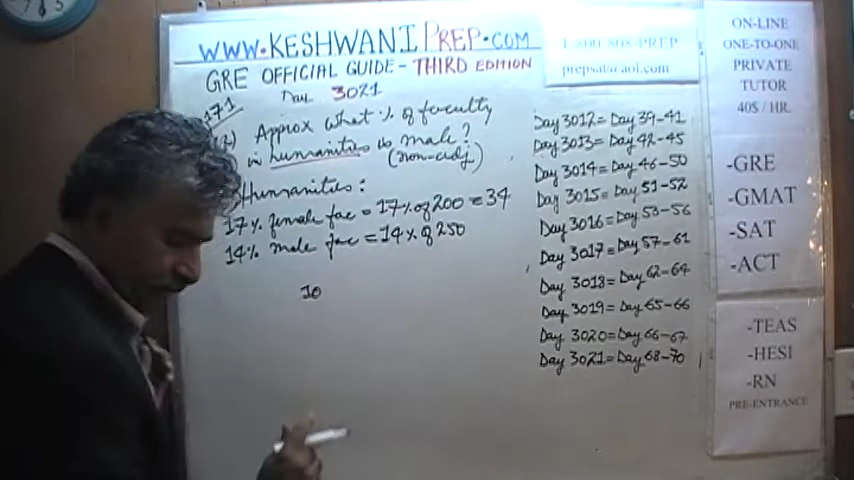 WWW.KESHWANIPREP.COM
GRE OFFICIAL GUIDE - THIRD EDITION
Day 3021
171
Approx what % of faculty
in humanities is male?
(non-adj)
Humanities:
17% female fac = 17% of 200 = 34
14% male fac = 14% of 250
10
1-800-808-PREP
prepsat@aol.com
Day 3012 = Day 39-41
Day 3013 = Day 42-45
Day 3014 = Day 46-50
Day 3015 = Day 51-52
Day 3016 = Day 53-56
Day 3017 = Day 57-61
Day 3018 = Day 62-64
Day 3019 = Day 65-66
Day 3020 = Day 66-67
Day 3021 = Day 68-70
ON-LINE
ONE-TO-ONE
PRIVATE
TUTOR
40$ / HR.
-GRE
-GMAT
-SAT
-ACT
-TEAS
-HESI
-RN
PRE-ENTRANCE